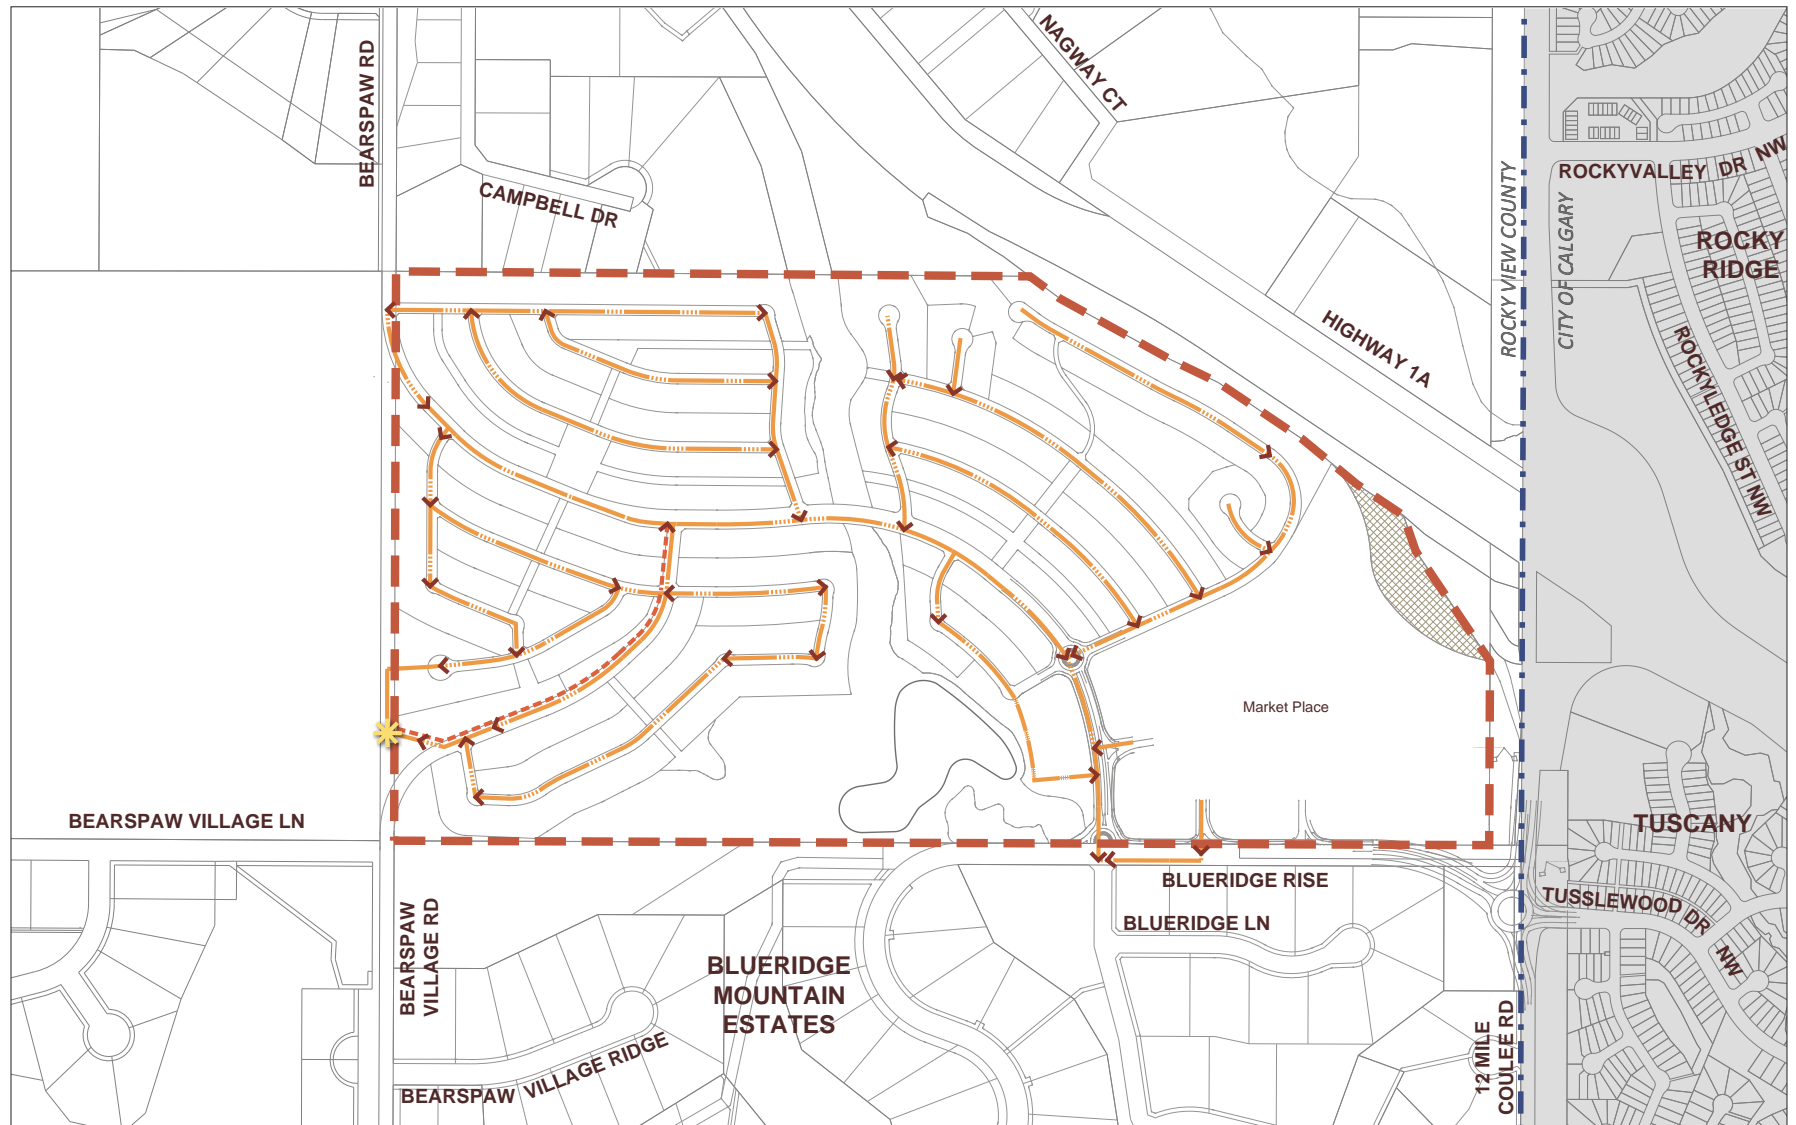 BEARSPAW RD
NAGWAY CT
CAMPBELL DR
ROCKY VIEW COUNTY
CITY OF CALGARY
ROCKYVALLEY DR NW
ROCKY
RIDGE
HIGHWAY 1A
ROCKYLEDGE ST NW
Market Place
BEARSPAW VILLAGE LN
TUSCANY
BLUERIDGE RISE
TUSSLEWOOD DR NW
BLUERIDGE LN
BEARSPAW
VILLAGE RD
BLUERIDGE
MOUNTAIN
ESTATES
BEARSPAW VILLAGE RIDGE
12 MILE
COULEE RD